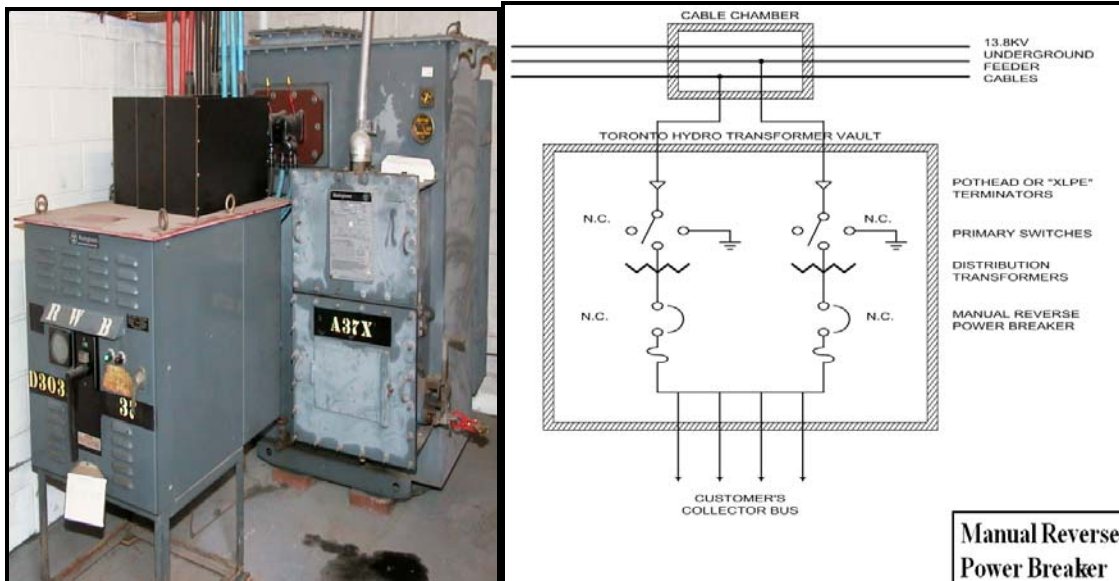 R W B
D303
37
A37X
CABLE CHAMBER
13.8KV
UNDERGROUND
FEEDER
CABLES
TORONTO HYDRO TRANSFORMER VAULT
POTHEAD OR "XLPE"
TERMINATORS
N.C.
N.C.
PRIMARY SWITCHES
DISTRIBUTION
TRANSFORMERS
N.C.
N.C.
MANUAL REVERSE
POWER BREAKER
CUSTOMER'S
COLLECTOR BUS
Manual Reverse
Power Breaker